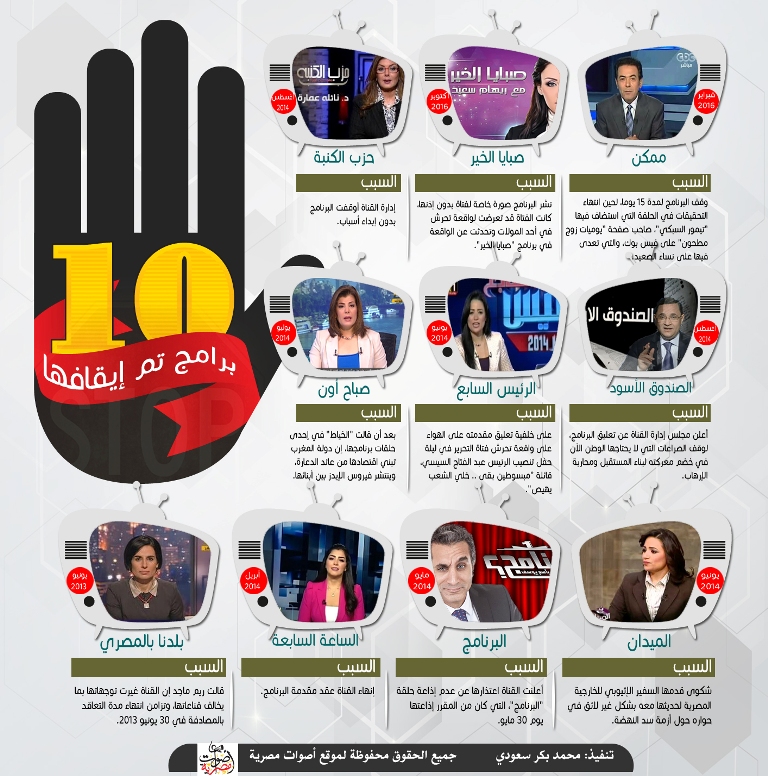 10
برامج تم إيقافها
STOP
فبراير
2016
ممكن
السبب
وقف البرنامج لمدة 15 يوما، لحين انتهاء
التحقيقات في الحلقة التي استضاف فيها
"تيمور السبكي"، صاحب صفحة "يوميات زوج
مطحون" على فيس بوك، والتي تعدى
فيها على نساء الصعيد.
صبايا الخير
مع ريهام سعيد
أكتوبر
2016
صبايا الخير
السبب
نشر البرنامج صورة خاصة لفتاة بدون إذنها،
كانت الفتاة قد تعرضت لواقعة تحرش
في أحد المولات وتحدثت عن الواقعة
في برنامج "صبايا الخير".
حزب الكنبة
د. نائلة عمارة
أغسطس
2014
حزب الكنبة
السبب
إدارة القناة أوقفت البرنامج
بدون إبداء أسباب.
الصندوق الا
أغسطس
2014
الصندوق الأسود
السبب
أعلن مجلس إدارة القناة عن تعليق البرنامج،
لوقف الصراعات التي لا يحتاجها الوطن الآن
في خضم معركته لبناء المستقبل ومحاربة
الإرهاب.
2014
يونيو
2014
الرئيس السابع
السبب
على خلفية تعليق مقدمته على الهواء
على واقعة تحرش فتاة التحرير في ليلة
حفل تنصيب الرئيس عبد الفتاح السيسي،
قائلة "مبسوطين بقى .. خلي الشعب
يهيص".
يونيو
2014
صباح أون
السبب
بعد أن قالت "الخياط" في إحدى
حلقات برنامجها، إن دولة المغرب
تبني اقتصادها من عائد الدعارة،
وينتشر فيروس الإيدز بين أبنائها.
يونيو
2014
الميدان
السبب
شكوى قدمها السفير الإثيوبي للخارجية
المصرية لحديثها معه بشكل غير لائق في
حواره حول أزمة سد النهضة.
مايو
2014
البرنامج
السبب
أعلنت القناة اعتذارها عن عدم إذاعة حلقة
"البرنامج"، التي كان من المقرر إذاعتها
يوم 30 مايو.
أبريل
2014
الساعة السابعة
السبب
إنهاء القناة عقد مقدمة البرنامج.
يونيو
2013
بلدنا بالمصري
السبب
قالت ريم ماجد إن القناة غيرت توجهاتها بما
يخالف قناعاتها، وتزامن انتهاء مدة التعاقد
بالمصادفة في 30 يونيو 2013.
تنفيذ: محمد بكر سعودي
جميع الحقوق محفوظة لموقع أصوات مصرية
أصوات مصرية